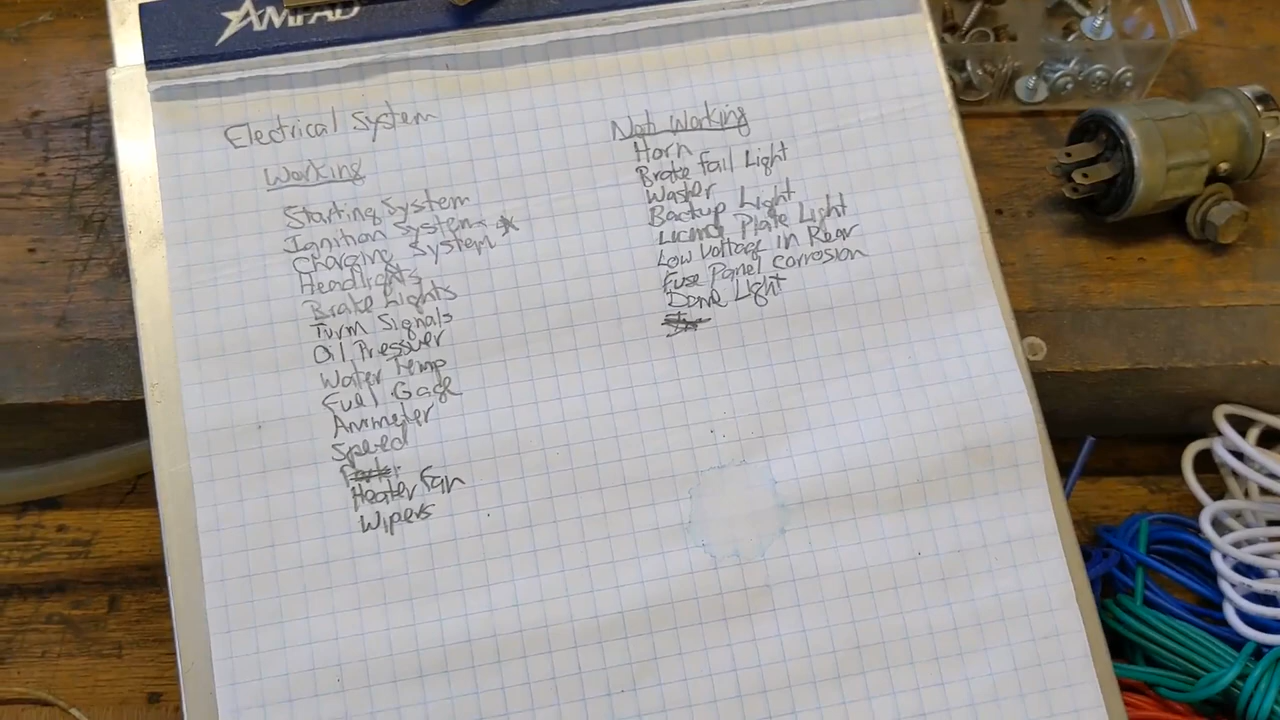 AMPAD
Electrical System
Working
Starting System
Ignition System *
Charging System
Headlights
Brake Lights
Turm Signals
Oil Pressuer
Water Temp
Fuel Gage
Ammeter
Speed
Heater Fan
Wipers
Not Working
Horn
Brake fail Light
Washer
Backup Light
Plate Light
Low Voltage in Rear
Fuse Panel corrosion
Dome Light